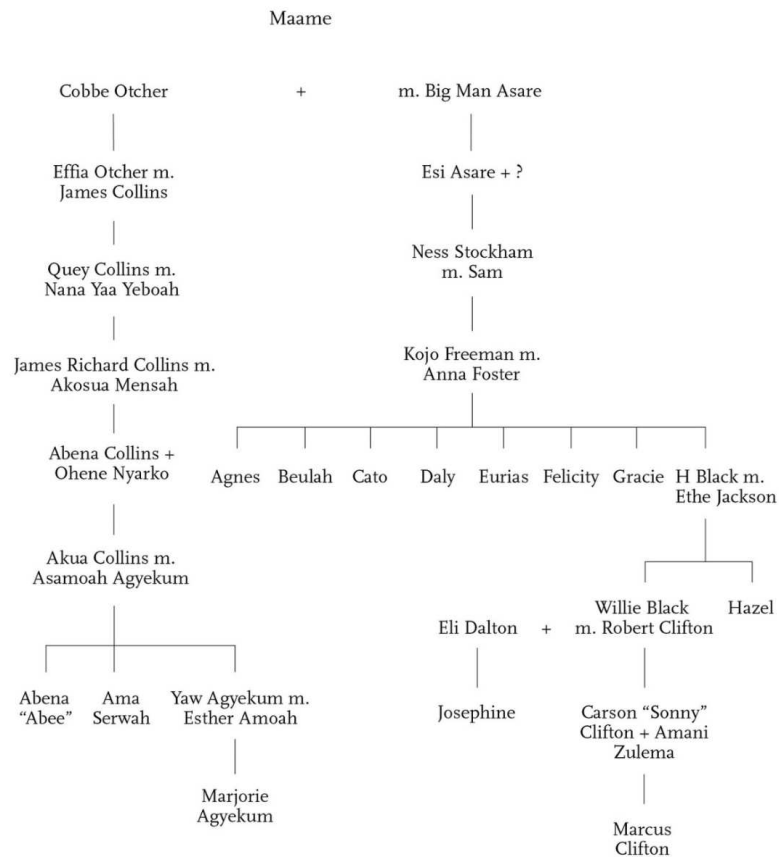 Maame
Cobbe Otcher + m. Big Man Asare
Effia Otcher m.
James Collins
Esi Asare + ?
Quey Collins m.
Nana Yaa Yeboah
Ness Stockham
m. Sam
James Richard Collins m.
Akosua Mensah
Kojo Freeman m.
Anna Foster
Abena Collins +
Ohene Nyarko
Agnes Beulah Cato Daly Eurias Felicity Gracie H Black m.
Ethe Jackson
Akua Collins m.
Asamoah Agyekum
Eli Dalton + Willie Black
m. Robert Clifton
Hazel
Abena
"Abee"
Ama
Serwah
Yaw Agyekum m.
Esther Amoah
Josephine
Carson "Sonny"
Clifton + Amani
Zulema
Marjorie
Agyekum
Marcus
Clifton